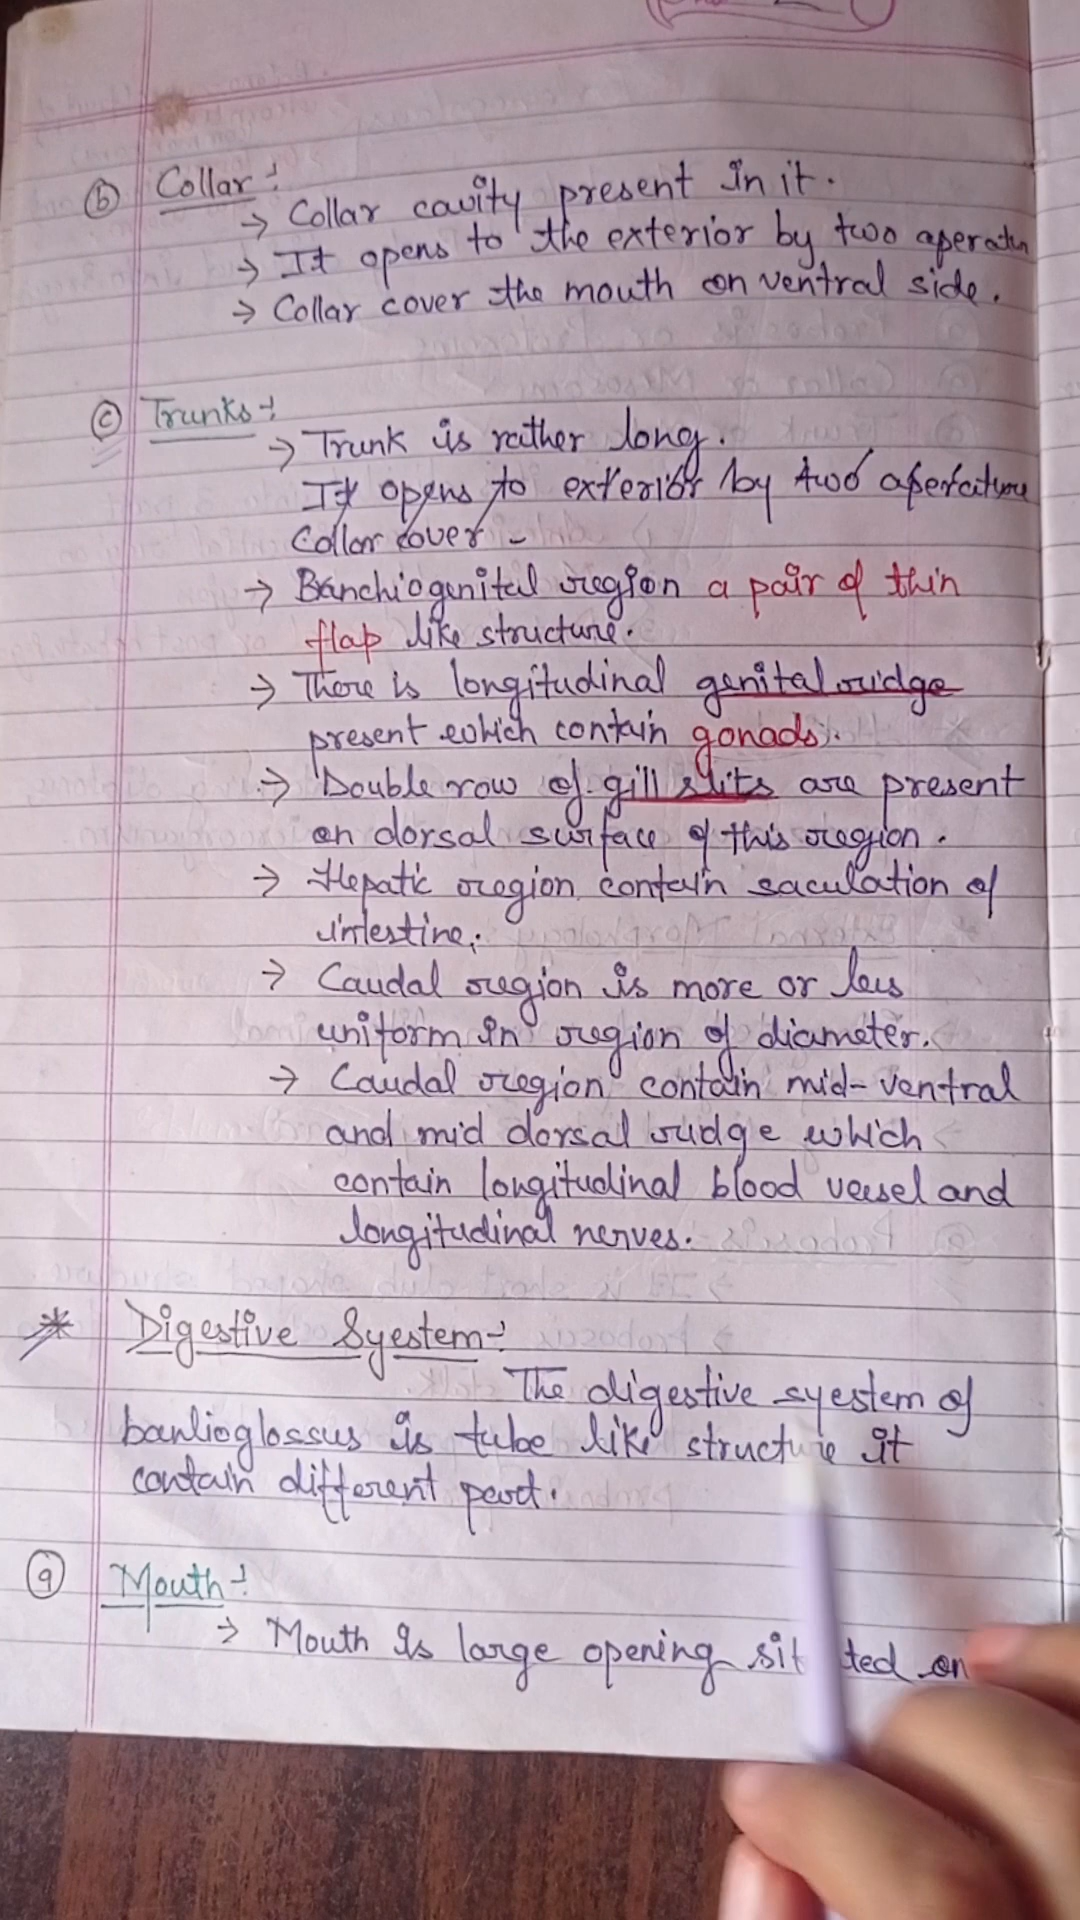 (b) Collar :-
→ Collar cavity present in it.
→ It opens to the exterior by two
→ Collar cover the mouth on ventral side.
(c) Trunks :-
→ Trunk is rather long.
It opens to exterior by two
Collar cover -
→ Banchiogenital region a pair of thin
flap like structure.
→ There is longitudinal genital ridge
present which contain gonads.
→ Double row of gill slits are present
on dorsal surface of this region.
→ Hepatic region contain saculation of
intestine.
→ Caudal region is more or less
uniform in region of diameter.
→ Caudal region contain mid-ventral
and mid dorsal ridge which
contain longitudinal blood vessel and
longitudinal nerves.
* Digestive Syestem :-
The digestive syestem of
banlioglossus is tube like structure it
contain different part.
(a) Mouth :-
→ Mouth is large opening on